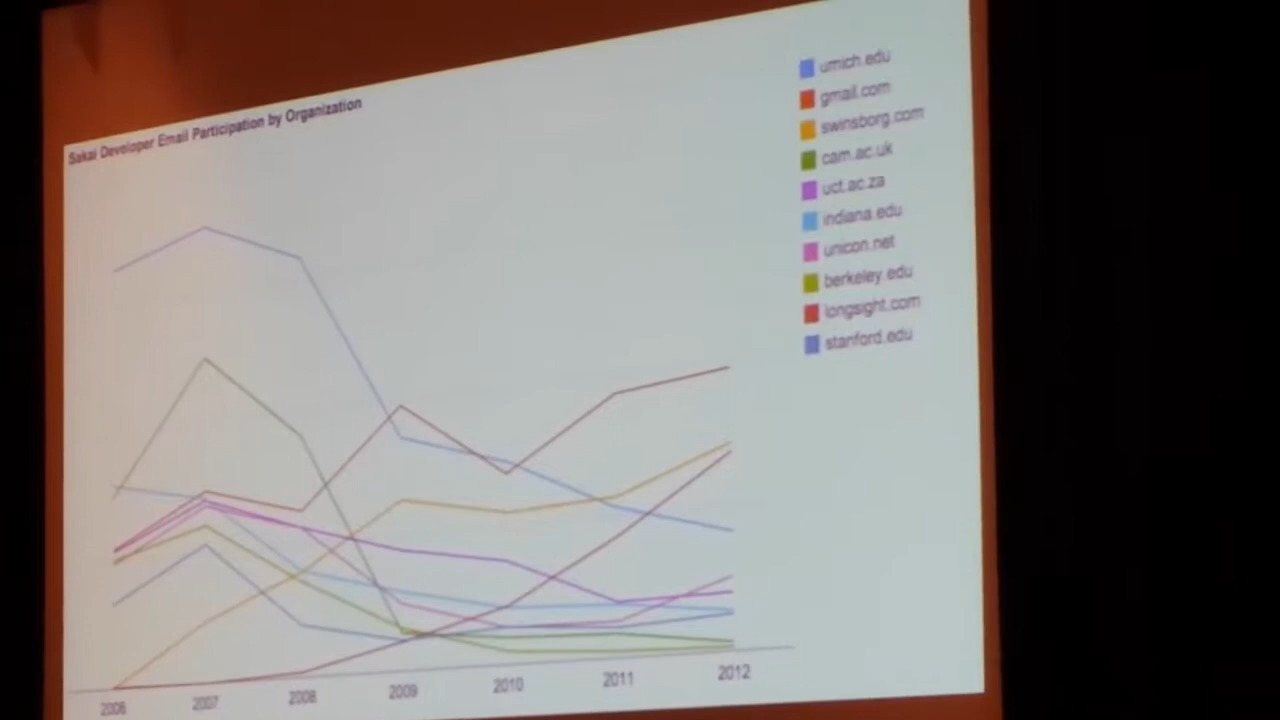 Sakai Developer Email Participation by Organization
umich.edu
gmail.com
swinsborg.com
cam.ac.uk
uct.ac.za
indiana.edu
unicon.net
berkeley.edu
longsight.com
stanford.edu
2006
2007
2008
2009
2010
2011
2012